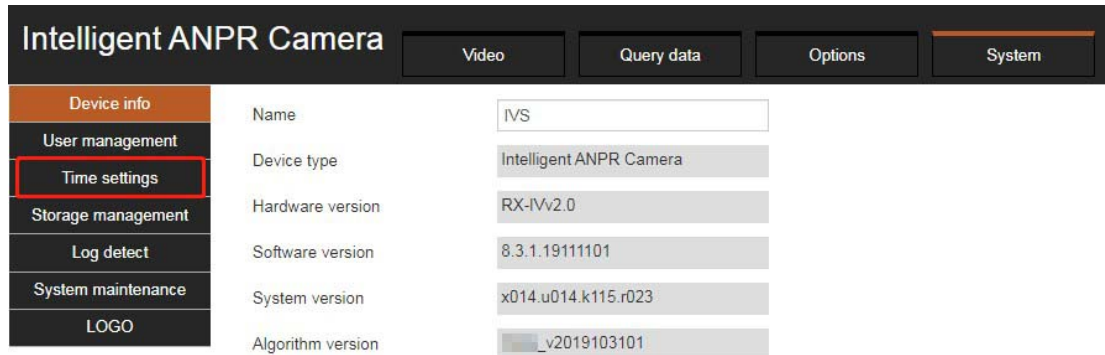 Intelligent ANPR Camera
Video
Query data
Options
System
Device info
User management
Time settings
Storage management
Log detect
System maintenance
LOGO
Name IVS
Device type Intelligent ANPR Camera
Hardware version RX-IVv2.0
Software version 8.3.1.19111101
System version x014.u014.k115.r023
Algorithm version _v2019103101